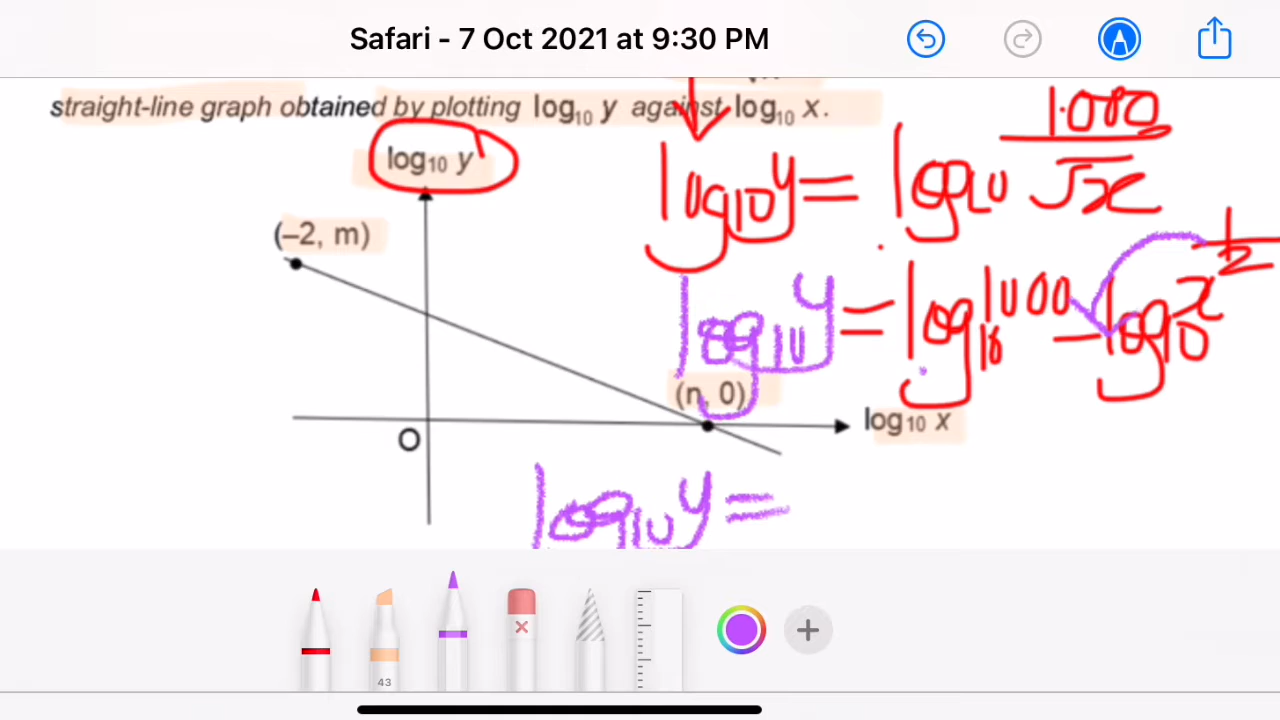 Safari - 7 Oct 2021 at 9:30 PM
straight-line graph obtained by plotting log₁₀ y against log₁₀ x.
log₁₀ y
(–2, m)
(n, 0)
log₁₀ x
O
log₁₀ y = log₁₀ 1000/√x
log₁₀ y = log₁₀ 1000 – log₁₀ x^1/2
log₁₀ y =
43